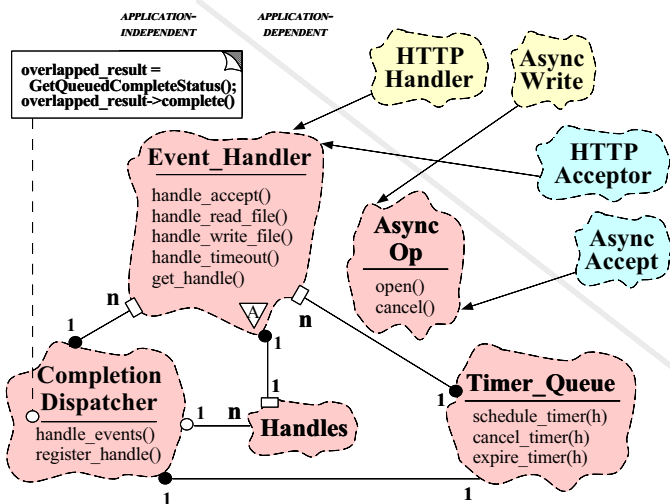 APPLICATION-
INDEPENDENT
APPLICATION-
DEPENDENT
overlapped_result =
GetQueuedCompleteStatus();
overlapped_result->complete()
HTTP
Handler
Async
Write
HTTP
Acceptor
Async
Accept
Event_Handler
handle_accept()
handle_read_file()
handle_write_file()
handle_timeout()
get_handle()
A
Async
Op
open()
cancel()
n
1
n
1
1
1
Completion
Dispatcher
handle_events()
register_handle()
1
n
Handles
Timer_Queue
schedule_timer(h)
cancel_timer(h)
expire_timer(h)
1
1